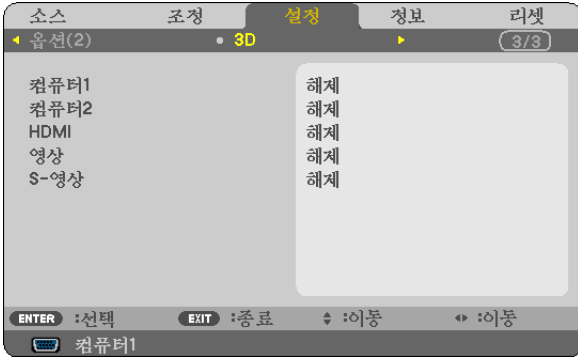 소스 조정 설정 정보 리셋
옵션(2) • 3D (3/3)
컴퓨터1 해제
컴퓨터2 해제
HDMI 해제
영상 해제
S-영상 해제
ENTER :선택 EXIT :종료 :이동 :이동
컴퓨터1